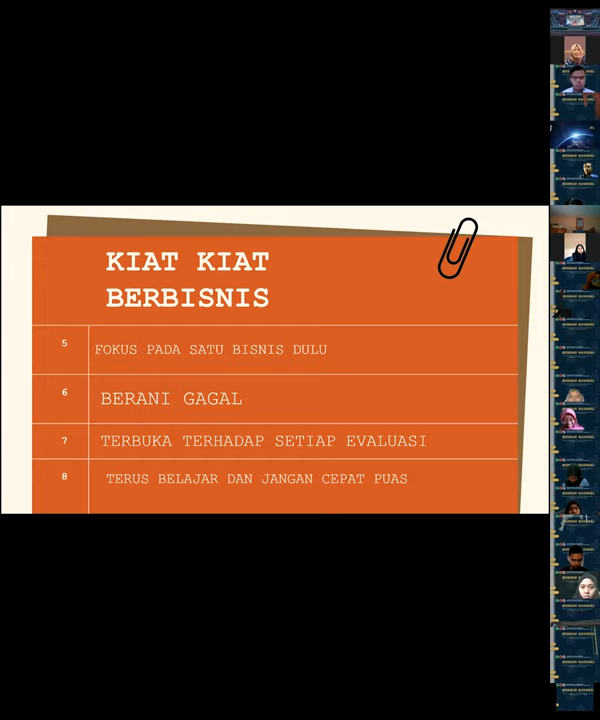 KIAT KIAT
BERBISNIS
5 FOKUS PADA SATU BISNIS DULU
6 BERANI GAGAL
7 TERBUKA TERHADAP SETIAP EVALUASI
8 TERUS BELAJAR DAN JANGAN CEPAT PUAS